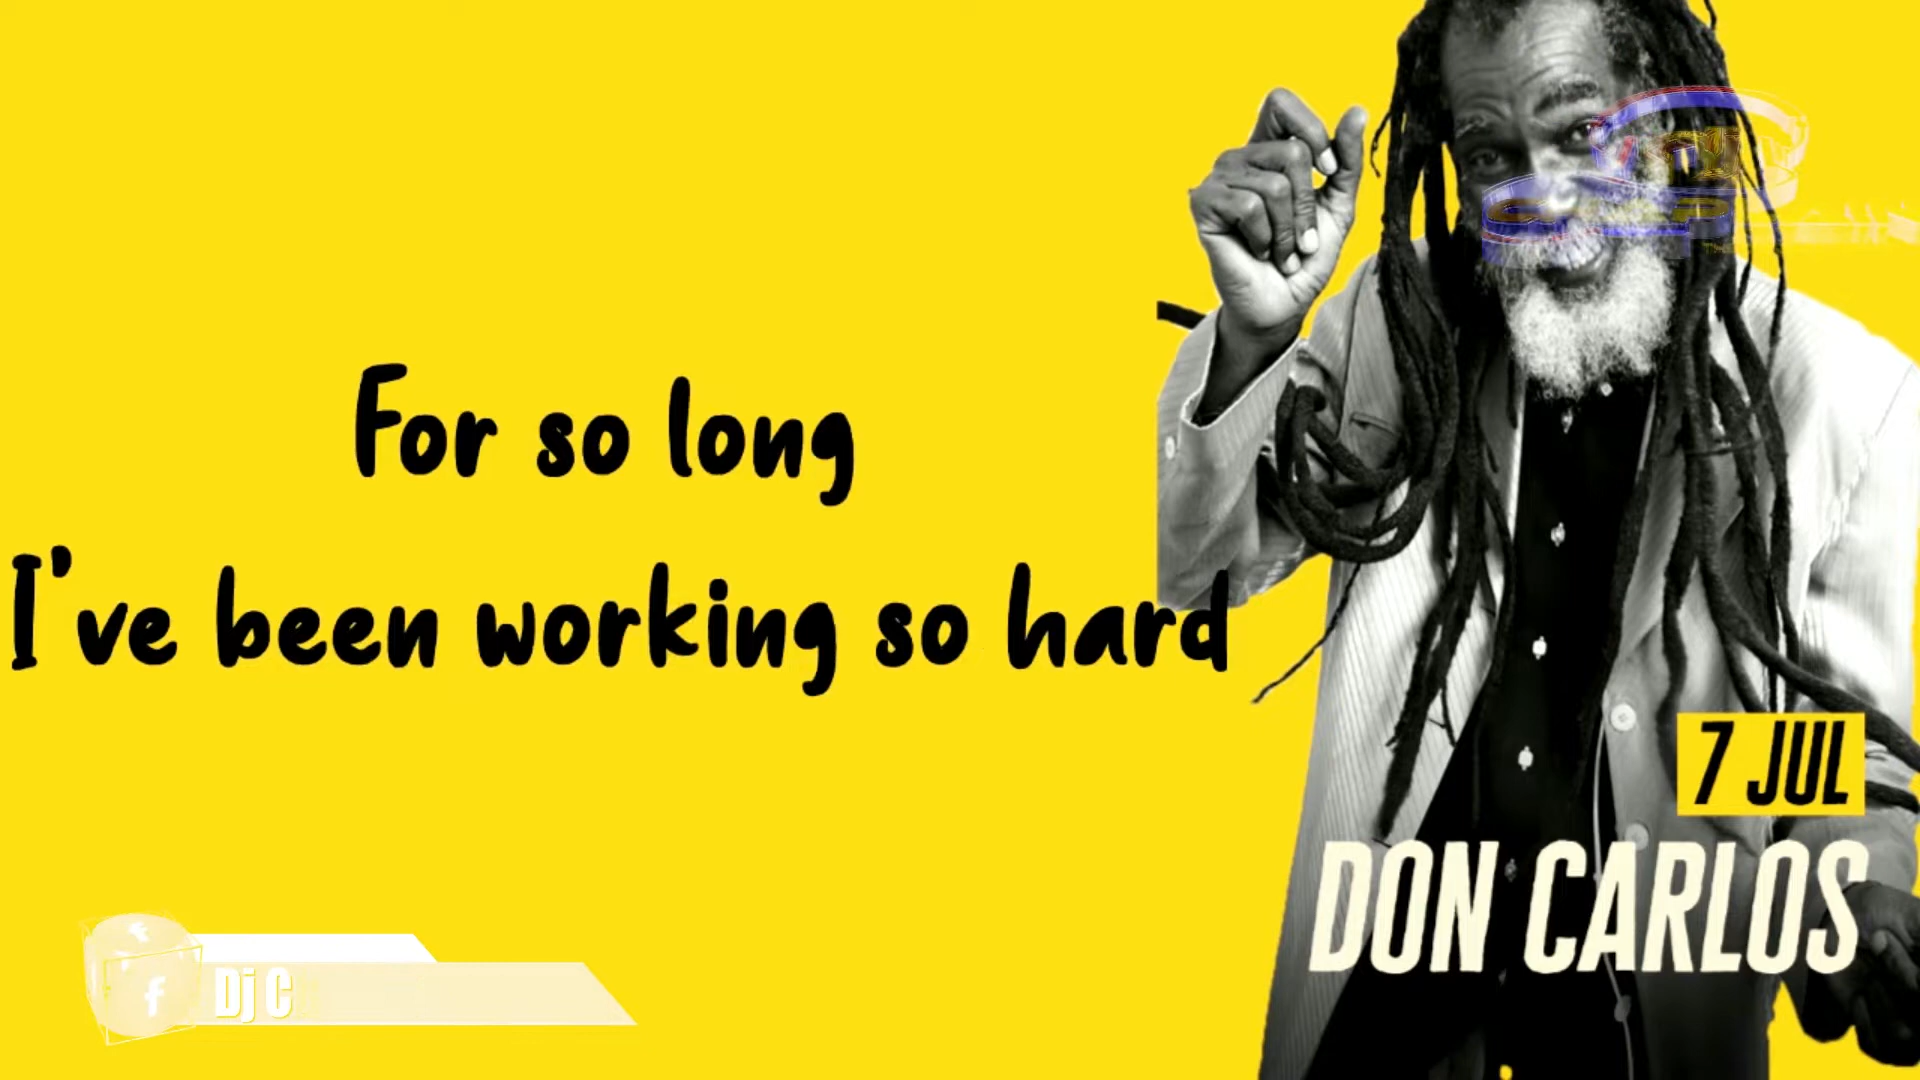 For so long
I've been working so hard
7 JUL
DON CARLOS
Dj C